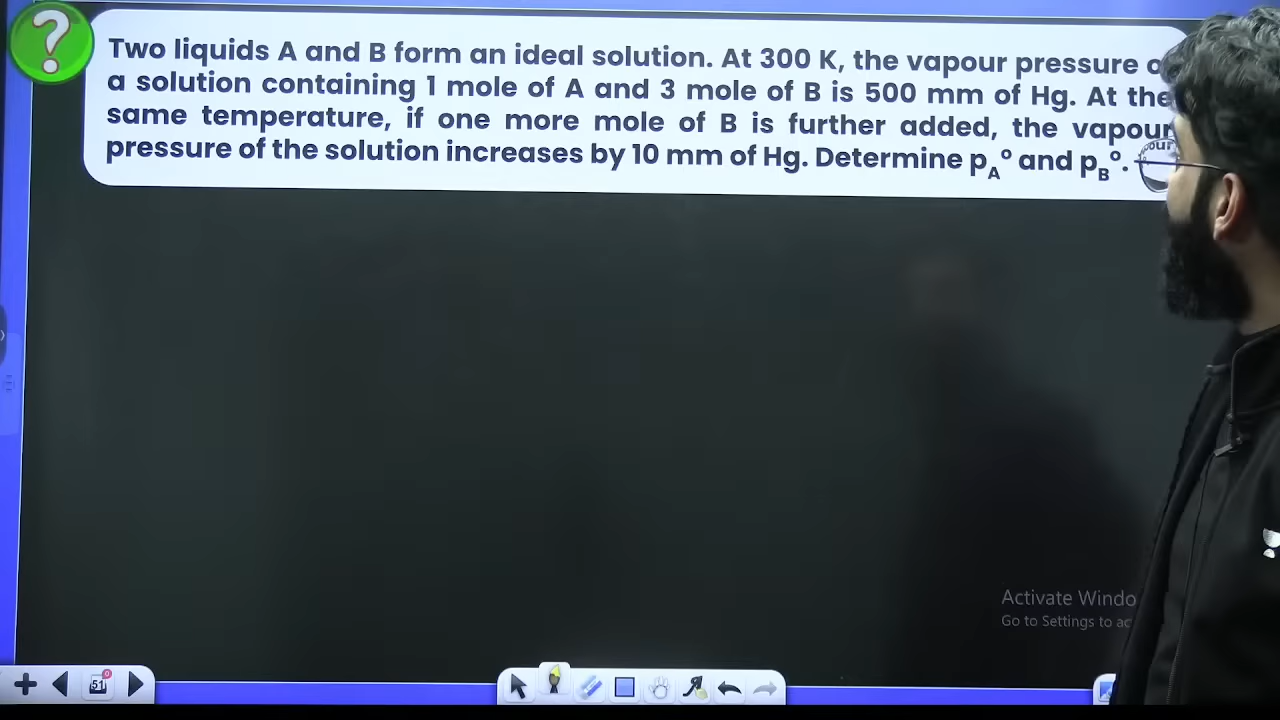 ?
Two liquids A and B form an ideal solution. At 300 K, the vapour pressure
a solution containing 1 mole of A and 3 mole of B is 500 mm of Hg. At the
same temperature, if one more mole of B is further added, the vapour
pressure of the solution increases by 10 mm of Hg. Determine pA° and pB°.
Activate Windo
Go to Settings to ac
51